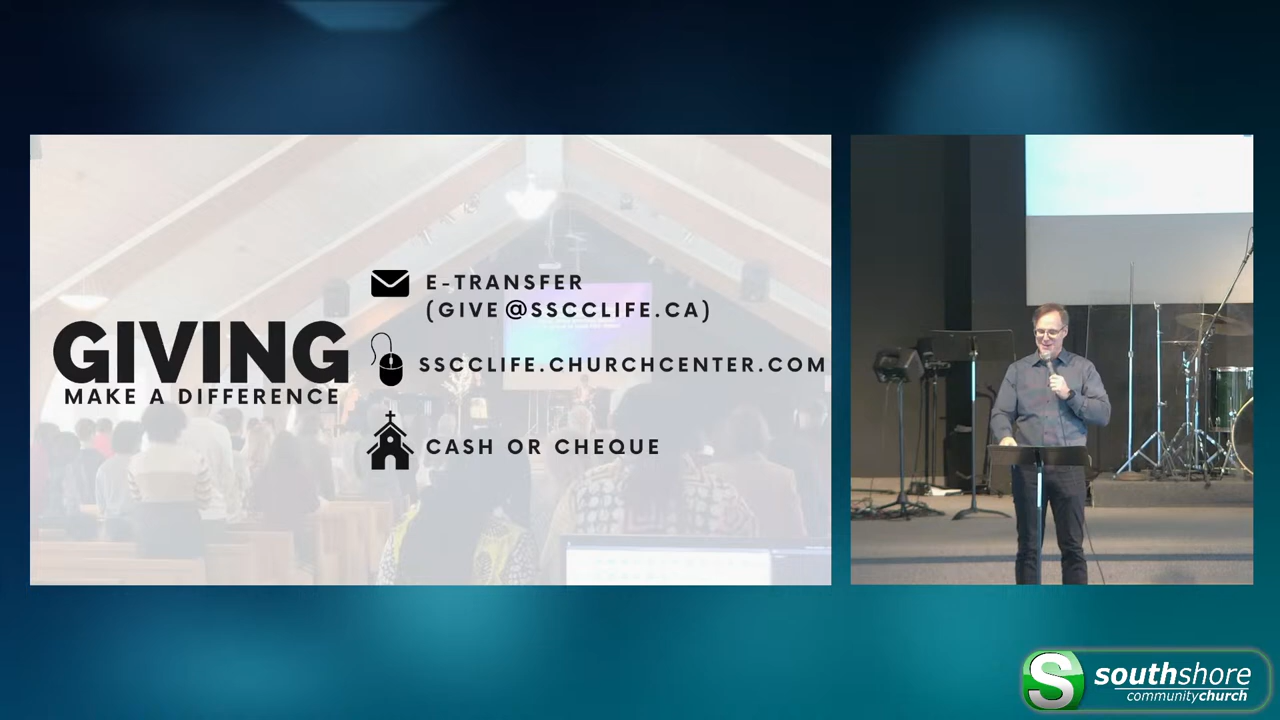 GIVING
MAKE A DIFFERENCE
E-TRANSFER
(GIVE@SSCCLIFE.CA)
SSCCLIFE.CHURCHCENTER.COM
CASH OR CHEQUE
S southshore
communitychurch